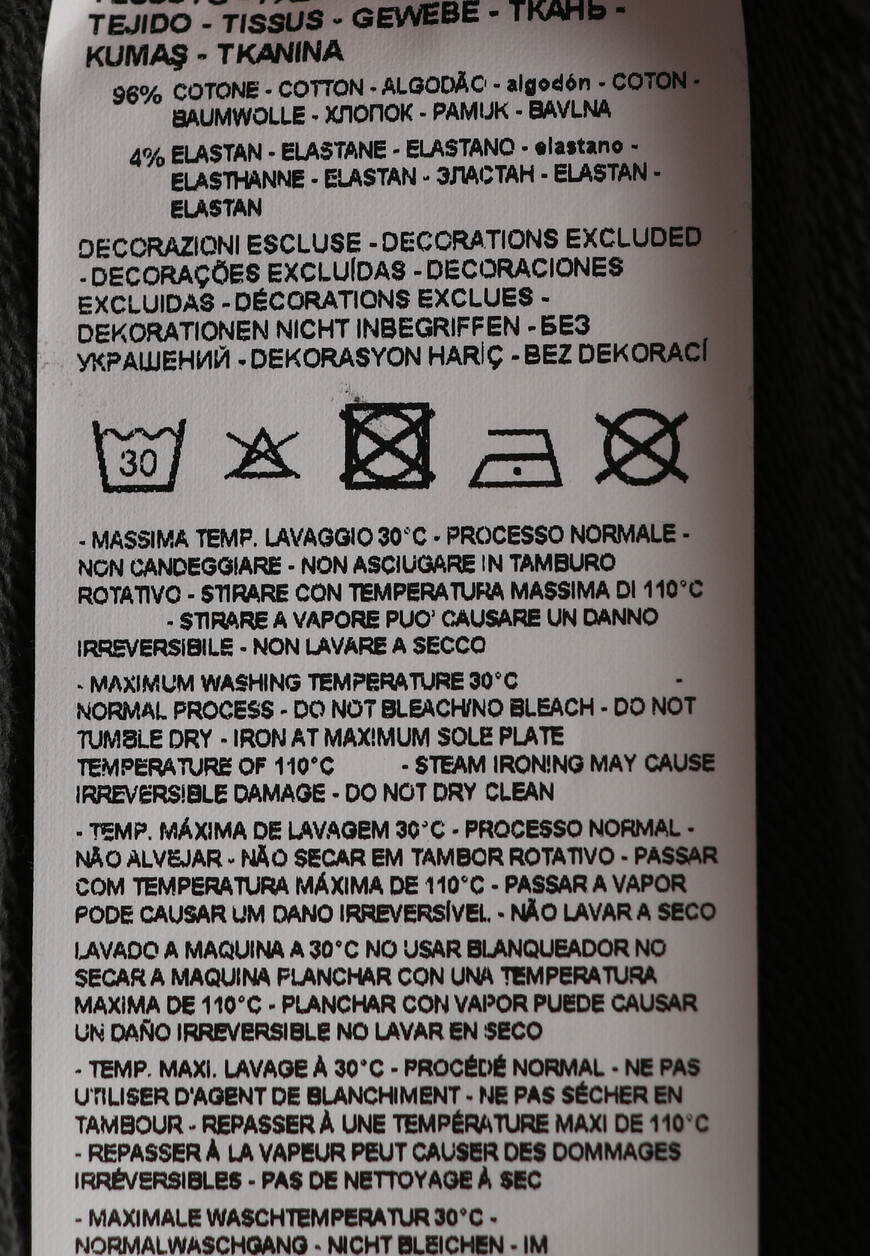 TEJIDO - TISSUS - GEWEBE - ТКАНЬ -
KUMAŞ - TKANINA
96% COTONE - COTTON - ALGODÃO - algodón - COTON -
BAUMWOLLE - ХЛОПОК - PAMUK - BAVLNA
4% ELASTAN - ELASTANE - ELASTANO - elastano -
ELASTHANNE - ELASTAN - ЭЛАСТАН - ELASTAN -
ELASTAN
DECORAZIONI ESCLUSE - DECORATIONS EXCLUDED
- DECORAÇÕES EXCLUÍDAS - DECORACIONES
EXCLUIDAS - DÉCORATIONS EXCLUES -
DEKORATIONEN NICHT INBEGRIFFEN - БЕЗ
УКРАШЕНИЙ - DEKORASYON HARİÇ - BEZ DEKORACÍ
30
- MASSIMA TEMP. LAVAGGIO 30°C - PROCESSO NORMALE -
NON CANDEGGIARE - NON ASCIUGARE IN TAMBURO
ROTATIVO - STIRARE CON TEMPERATURA MASSIMA DI 110°C
- STIRARE A VAPORE PUO' CAUSARE UN DANNO
IRREVERSIBILE - NON LAVARE A SECCO
- MAXIMUM WASHING TEMPERATURE 30°C -
NORMAL PROCESS - DO NOT BLEACH/NO BLEACH - DO NOT
TUMBLE DRY - IRON AT MAXIMUM SOLE PLATE
TEMPERATURE OF 110°C - STEAM IRONING MAY CAUSE
IRREVERSIBLE DAMAGE - DO NOT DRY CLEAN
- TEMP. MÁXIMA DE LAVAGEM 30°C - PROCESSO NORMAL -
NÃO ALVEJAR - NÃO SECAR EM TAMBOR ROTATIVO - PASSAR
COM TEMPERATURA MÁXIMA DE 110°C - PASSAR A VAPOR
PODE CAUSAR UM DANO IRREVERSÍVEL - NÃO LAVAR A SECO
LAVADO A MAQUINA A 30°C NO USAR BLANQUEADOR NO
SECAR A MAQUINA PLANCHAR CON UNA TEMPERATURA
MAXIMA DE 110°C - PLANCHAR CON VAPOR PUEDE CAUSAR
UN DAÑO IRREVERSIBLE NO LAVAR EN SECO
- TEMP. MAXI. LAVAGE À 30°C - PROCÉDÉ NORMAL - NE PAS
UTILISER D'AGENT DE BLANCHIMENT - NE PAS SÉCHER EN
TAMBOUR - REPASSER À UNE TEMPÉRATURE MAXI DE 110°C
- REPASSER À LA VAPEUR PEUT CAUSER DES DOMMAGES
IRRÉVERSIBLES - PAS DE NETTOYAGE À SEC
- MAXIMALE WASCHTEMPERATUR 30°C -
NORMALWASCHGANG - NICHT BLEICHEN - IM